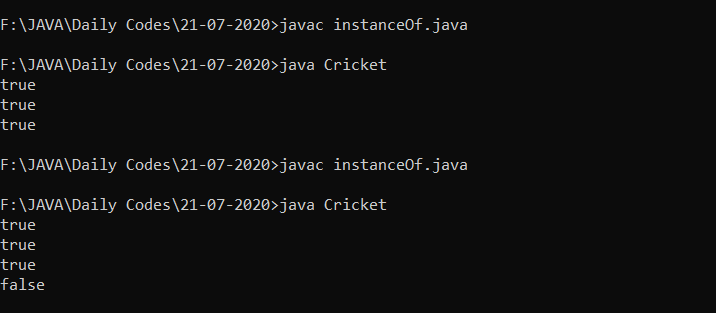 F:\JAVA\Daily Codes\21-07-2020>javac instanceOf.java
F:\JAVA\Daily Codes\21-07-2020>java Cricket
true
true
true
F:\JAVA\Daily Codes\21-07-2020>javac instanceOf.java
F:\JAVA\Daily Codes\21-07-2020>java Cricket
true
true
true
false